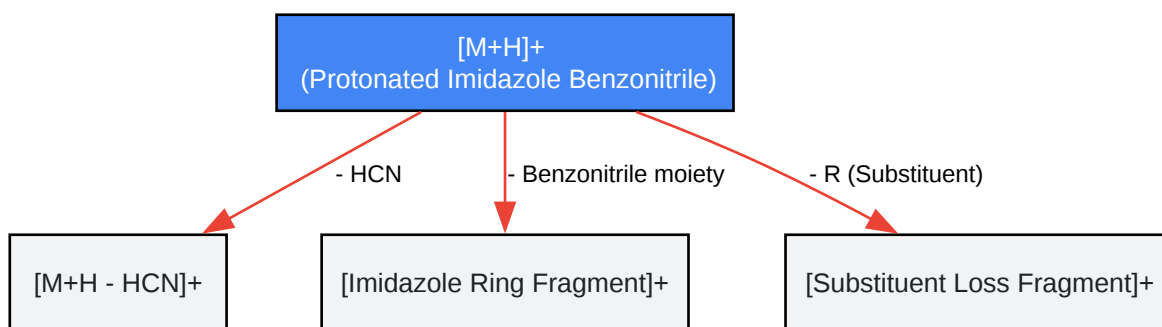 [M+H]+
(Protonated Imidazole Benzonitrile)
- HCN
- Benzonitrile moiety
- R (Substituent)
[M+H - HCN]+
[Imidazole Ring Fragment]+
[Substituent Loss Fragment]+